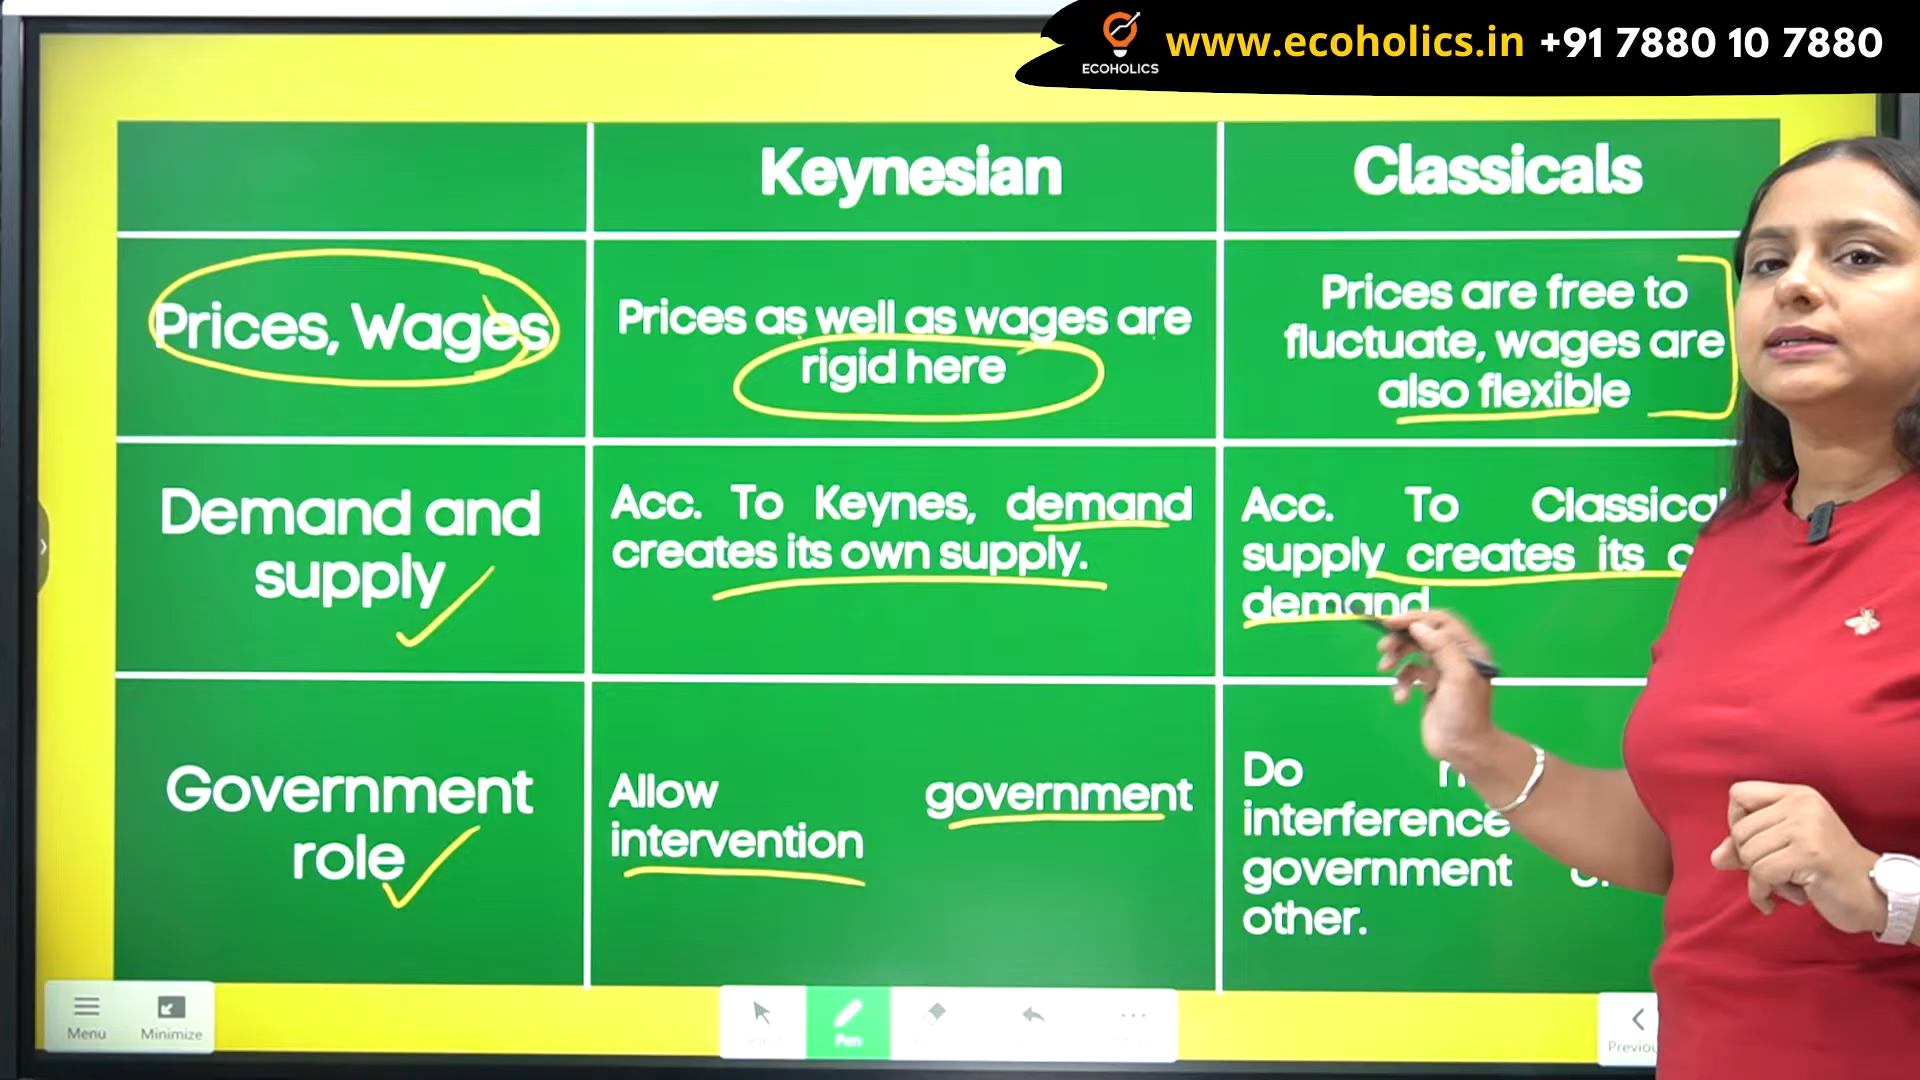 www.ecoholics.in +91 7880 10 7880
ECOHOLICS
Keynesian
Classicals
Prices, Wages
Prices as well as wages are
rigid here
Prices are free to
fluctuate, wages are
also flexible
Demand and
supply
Acc. To Keynes, demand
creates its own supply.
Acc. To
supply creates its
demand
Government
role
Allow government
intervention
Do
interference
government
other.
Menu
Minimize
Pen